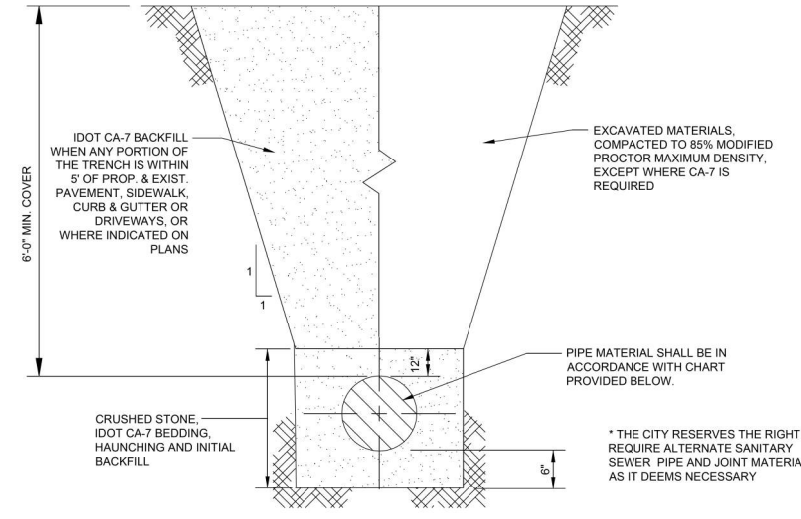 IDOT CA-7 BACKFILL
WHEN ANY PORTION OF
THE TRENCH IS WITHIN
5' OF PROP. & EXIST.
PAVEMENT, SIDEWALK,
CURB & GUTTER OR
DRIVEWAYS, OR
WHERE INDICATED ON
PLANS
EXCAVATED MATERIALS,
COMPACTED TO 85% MODIFIED
PROCTOR MAXIMUM DENSITY,
EXCEPT WHERE CA-7 IS
REQUIRED
6'-0" MIN. COVER
1
1
12"
PIPE MATERIAL SHALL BE IN
ACCORDANCE WITH CHART
PROVIDED BELOW.
CRUSHED STONE,
IDOT CA-7 BEDDING,
HAUNCHING AND INITIAL
BACKFILL
6"
* THE CITY RESERVES THE RIGHT
REQUIRE ALTERNATE SANITARY
SEWER PIPE AND JOINT MATERIA
AS IT DEEMS NECESSARY